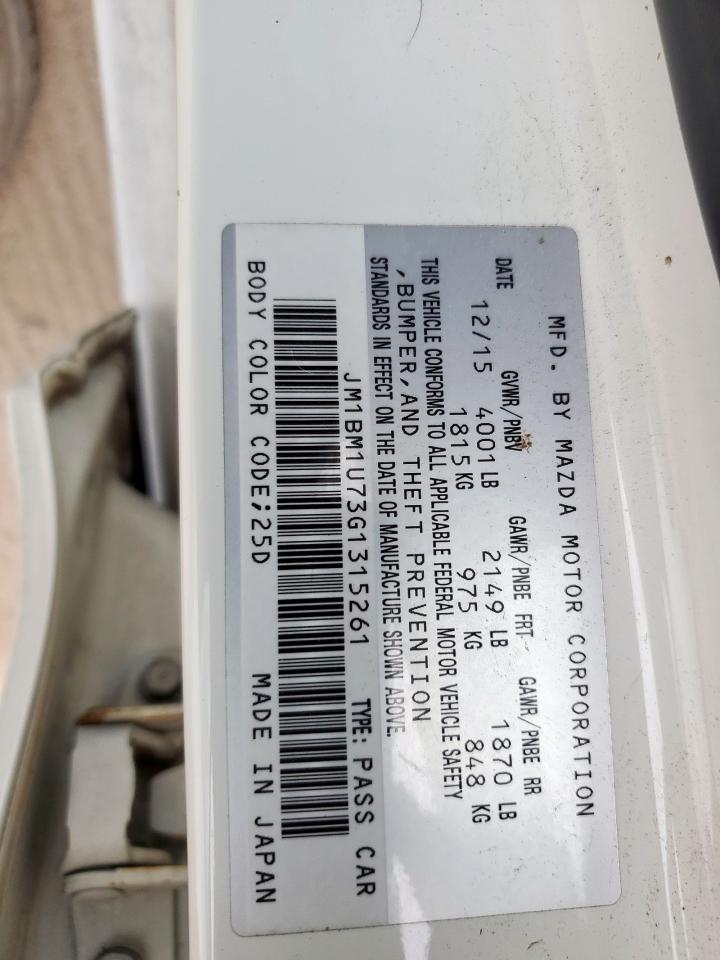 MFD. BY MAZDA MOTOR CORPORATION
DATE GVWR/PNBV GAWR/PNBE FRT GAWR/PNBE RR
12/15 4001 LB 2149 LB 1870 LB
1815 KG 975 KG 848 KG
THIS VEHICLE CONFORMS TO ALL APPLICABLE FEDERAL MOTOR VEHICLE SAFETY
,BUMPER, AND THEFT PREVENTION
STANDARDS IN EFFECT ON THE DATE OF MANUFACTURE SHOWN ABOVE.
JM1BM1U73G1315261 TYPE: PASS CAR
BODY COLOR CODE;25D MADE IN JAPAN